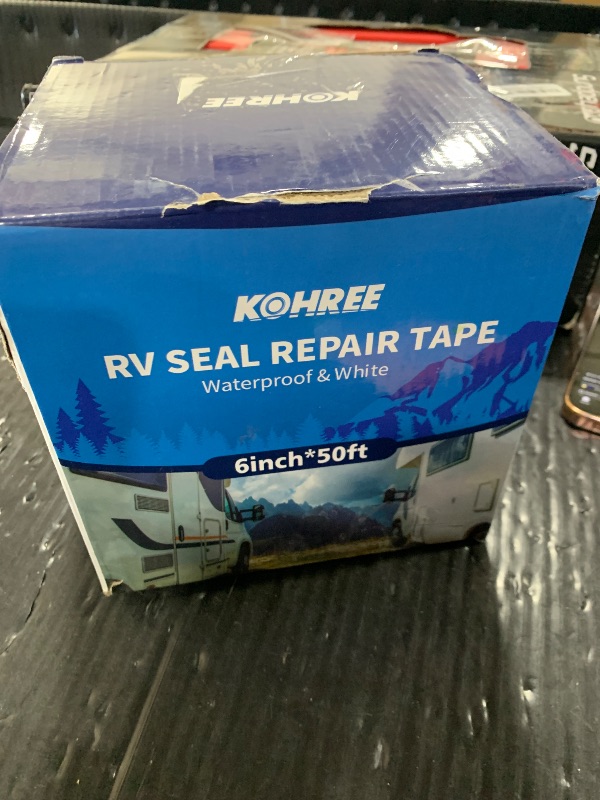 KOHREE
KOHREE
RV SEAL REPAIR TAPE
Waterproof & White
6inch*50ft